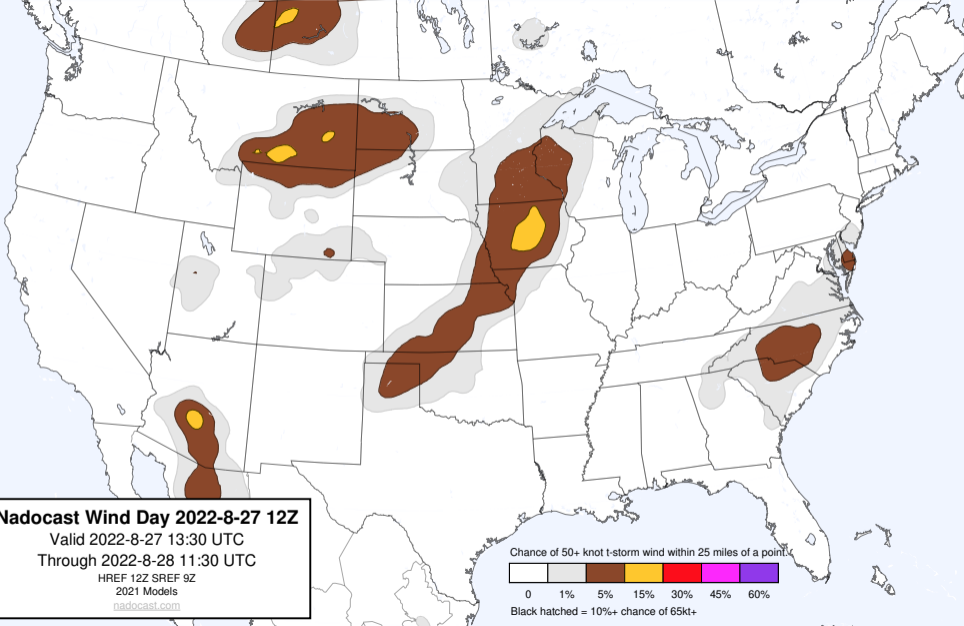 Nadocast Wind Day 2022-8-27 12Z
Valid 2022-8-27 13:30 UTC
Through 2022-8-28 11:30 UTC
HREF 12Z SREF 9Z
2021 Models
nadocast.com
Chance of 50+ knot t-storm wind within 25 miles of a point.
0 1% 5% 15% 30% 45% 60%
Black hatched = 10%+ chance of 65kt+